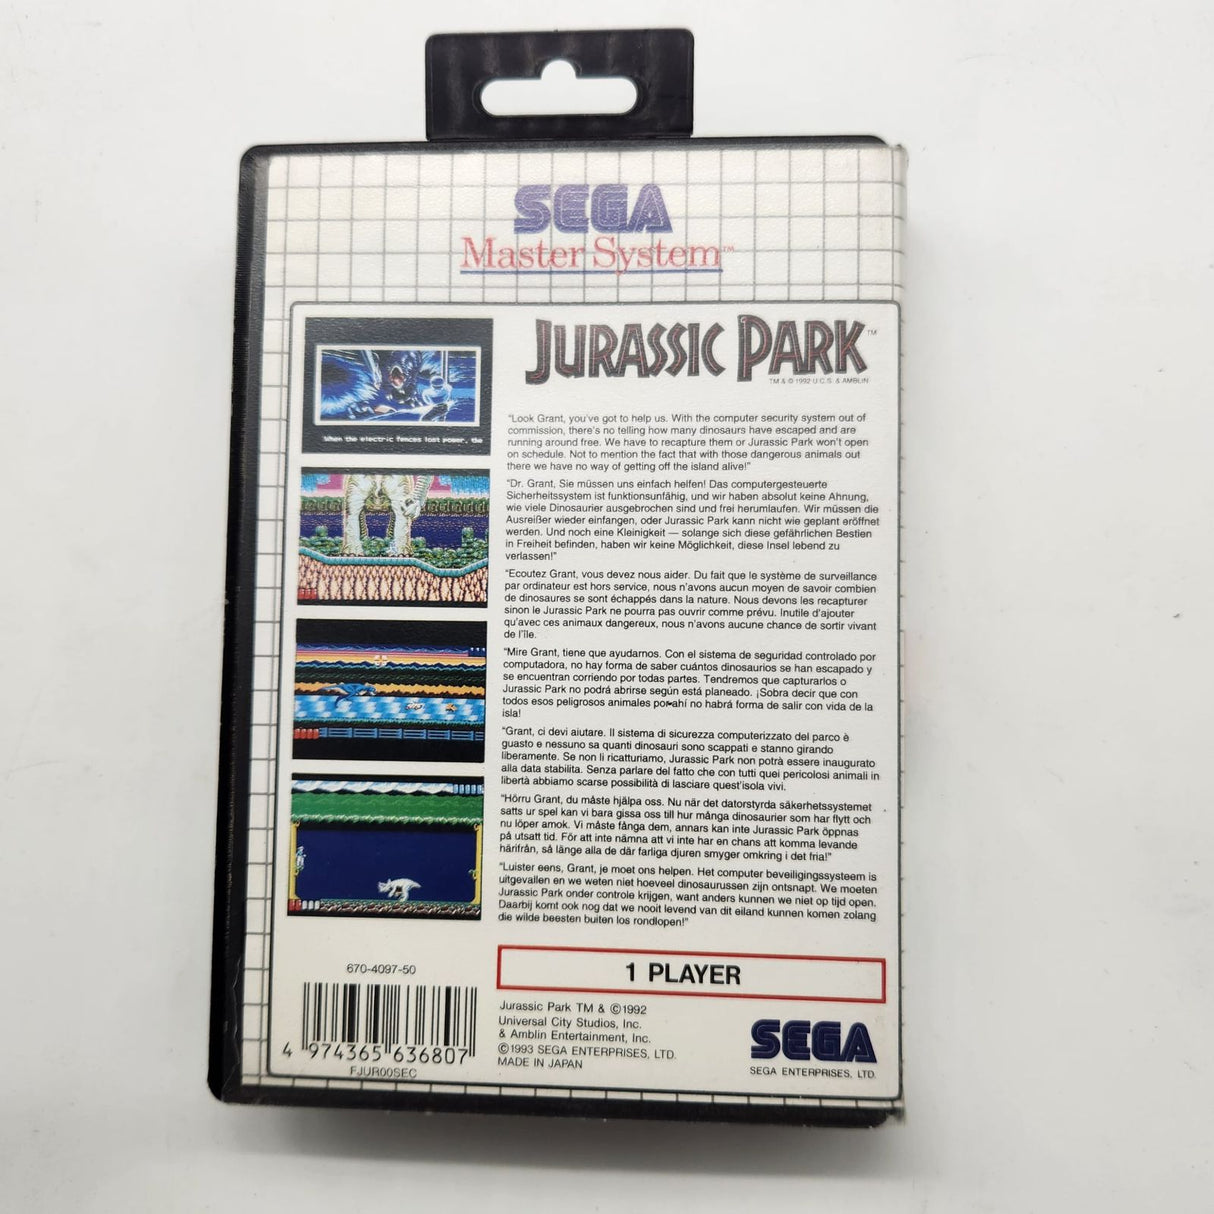 SEGA
Master System™
JURASSIC PARK™
TM & © 1992 U.C.S. & AMBLIN
When the electric fences lost power, the
"Look Grant, you've got to help us. With the computer security system out of
commission, there's no telling how many dinosaurs have escaped and are
running around free. We have to recapture them or Jurassic Park won't open
on schedule. Not to mention the fact that with those dangerous animals out
there we have no way of getting off the island alive!"
"Dr. Grant, Sie müssen uns einfach helfen! Das computergesteuerte
Sicherheitssystem ist funktionsunfähig, und wir haben absolut keine Ahnung,
wie viele Dinosaurier ausgebrochen sind und frei herumlaufen. Wir müssen die
Ausreißer wieder einfangen, oder Jurassic Park kann nicht wie geplant eröffnet
werden. Und noch eine Kleinigkeit — solange sich diese gefährlichen Bestien
in Freiheit befinden, haben wir keine Möglichkeit, diese Insel lebend zu
verlassen!"
"Ecoutez Grant, vous devez nous aider. Du fait que le système de surveillance
par ordinateur est hors service, nous n'avons aucun moyen de savoir combien
de dinosaures se sont échappés dans la nature. Nous devons les recapturer
sinon le Jurassic Park ne pourra pas ouvrir comme prévu. Inutile d'ajouter
qu'avec ces animaux dangereux, nous n'avons aucune chance de sortir vivant
de l'île.
"Mire Grant, tiene que ayudarnos. Con el sistema de seguridad controlado por
computadora, no hay forma de saber cuántos dinosaurios se han escapado y
se encuentran corriendo por todas partes. Tendremos que capturarlos o
Jurassic Park no podrá abrirse según está planeado. ¡Sobra decir que con
todos esos peligrosos animales por ahí no habrá forma de salir con vida de la
isla!
"Grant, ci devi aiutare. Il sistema di sicurezza computerizzato del parco è
guasto e nessuno sa quanti dinosauri sono scappati e stanno girando
liberamente. Se non li ricatturiamo, Jurassic Park non potrà essere inaugurato
alla data stabilita. Senza parlare del fatto che con tutti quei pericolosi animali in
libertà abbiamo scarse possibilità di lasciare quest'isola vivi.
"Hörru Grant, du måste hjälpa oss. Nu när det datorstyrda säkerhetssystemet
satts ur spel kan vi bara gissa oss till hur många dinosaurier som har flytt och
nu löper amok. Vi måste fånga dem, annars kan inte Jurassic Park öppnas
på utsatt tid. För att inte nämna att vi inte har en chans att komma levande
härifrån, så länge alla de där farliga djuren smyger omkring i det fria!"
"Luister eens, Grant, je moet ons helpen. Het computer beveiligingssysteem is
uitgevallen en we weten niet hoeveel dinosaurussen zijn ontsnapt. We moeten
Jurassic Park onder controle krijgen, want anders kunnen we niet op tijd open.
Daarbij komt ook nog dat we nooit levend van dit eiland kunnen komen zolang
die wilde beesten buiten los rondlopen!"
1 PLAYER
670-4097-50
4 974365 636807
FJUR00SEC
Jurassic Park TM & ©1992
Universal City Studios, Inc.
& Amblin Entertainment, Inc.
©1993 SEGA ENTERPRISES, LTD.
MADE IN JAPAN
SEGA
SEGA ENTERPRISES, LTD.